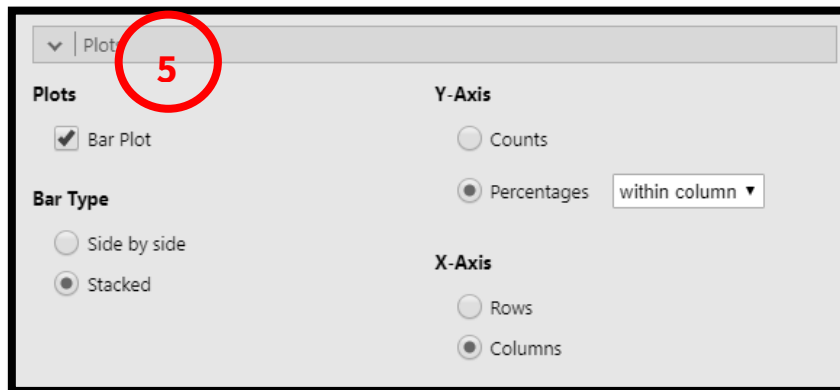 Plots
5
Plots
Bar Plot
Bar Type
Side by side
Stacked
Y-Axis
Counts
Percentages within column
X-Axis
Rows
Columns